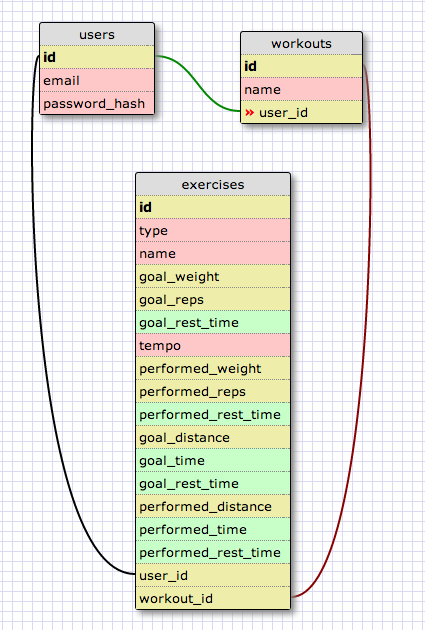 users
id
email
password_hash
workouts
id
name
» user_id
exercises
id
type
name
goal_weight
goal_reps
goal_rest_time
tempo
performed_weight
performed_reps
performed_rest_time
goal_distance
goal_time
goal_rest_time
performed_distance
performed_time
performed_rest_time
user_id
workout_id